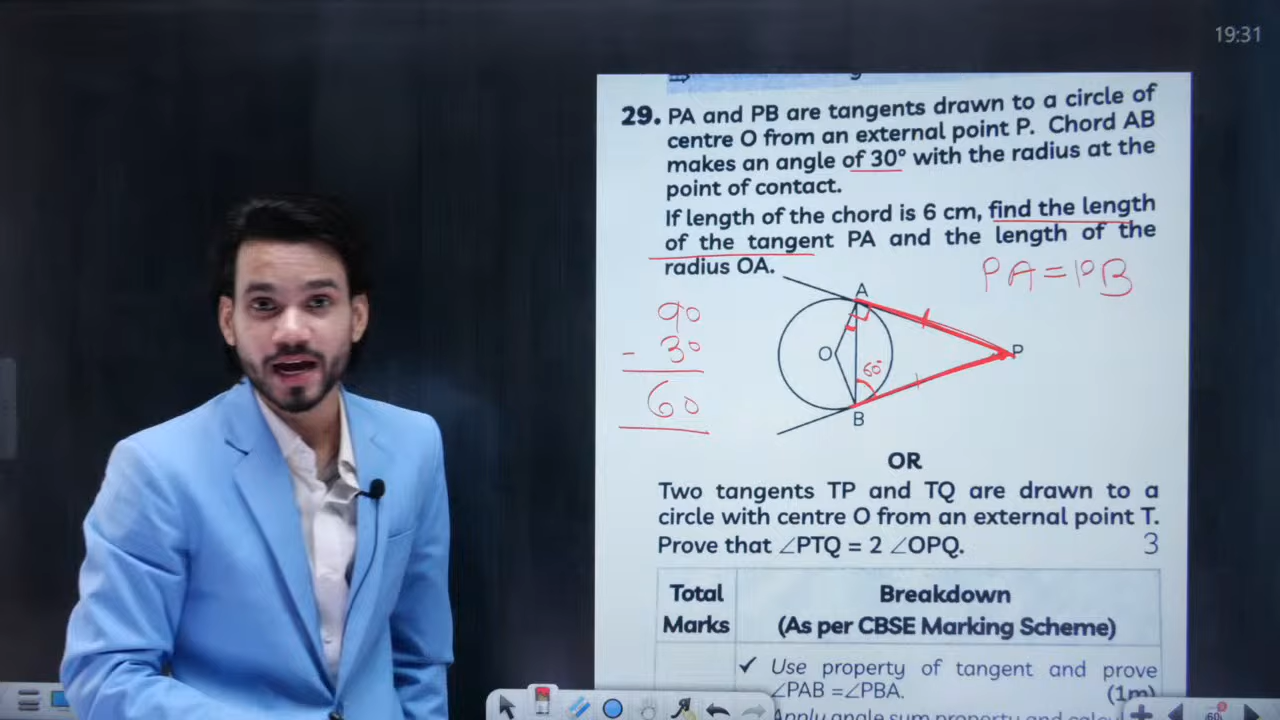 19:31
29. PA and PB are tangents drawn to a circle of
centre O from an external point P. Chord AB
makes an angle of 30° with the radius at the
point of contact.
If length of the chord is 6 cm, find the length
of the tangent PA and the length of the
radius OA.
PA=PB
A
90
- 30
60
O
P
60°
B
OR
Two tangents TP and TQ are drawn to a
circle with centre O from an external point T.
Prove that ∠PTQ = 2 ∠OPQ. 3
Total Marks
Breakdown
(As per CBSE Marking Scheme)
✓ Use property of tangent and prove
∠PAB =∠PBA. (1m)
Apply angle sum property and